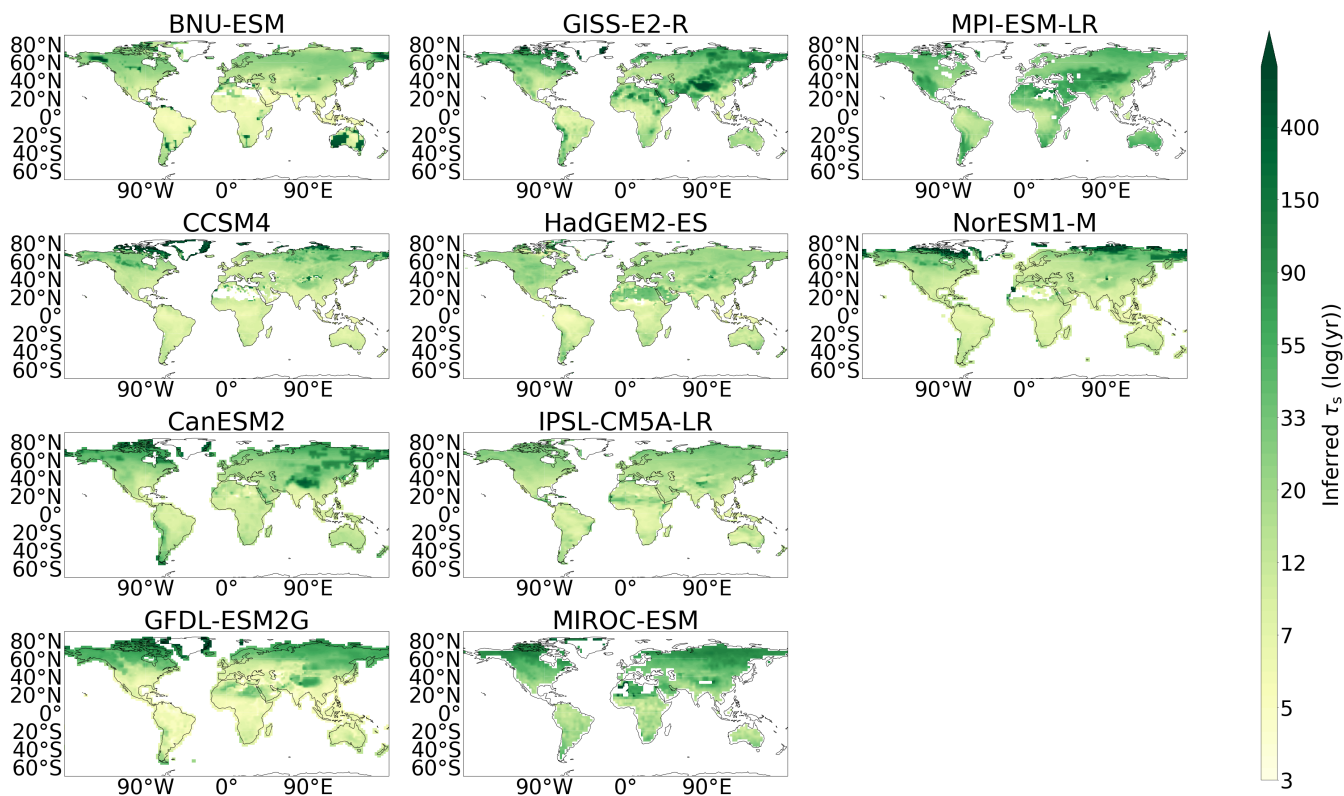 BNU-ESM
80°N
60°N
40°N
20°N
0°
20°S
40°S
60°S
90°W 0° 90°E
GISS-E2-R
80°N
60°N
40°N
20°N
0°
20°S
40°S
60°S
90°W 0° 90°E
MPI-ESM-LR
80°N
60°N
40°N
20°N
0°
20°S
40°S
60°S
90°W 0° 90°E
CCSM4
80°N
60°N
40°N
20°N
0°
20°S
40°S
60°S
90°W 0° 90°E
HadGEM2-ES
80°N
60°N
40°N
20°N
0°
20°S
40°S
60°S
90°W 0° 90°E
NorESM1-M
80°N
60°N
40°N
20°N
0°
20°S
40°S
60°S
90°W 0° 90°E
CanESM2
80°N
60°N
40°N
20°N
0°
20°S
40°S
60°S
90°W 0° 90°E
IPSL-CM5A-LR
80°N
60°N
40°N
20°N
0°
20°S
40°S
60°S
90°W 0° 90°E
GFDL-ESM2G
80°N
60°N
40°N
20°N
0°
20°S
40°S
60°S
90°W 0° 90°E
MIROC-ESM
80°N
60°N
40°N
20°N
0°
20°S
40°S
60°S
90°W 0° 90°E
400
150
90
55
33
20
12
7
5
3
Inferred τs (log(yr))